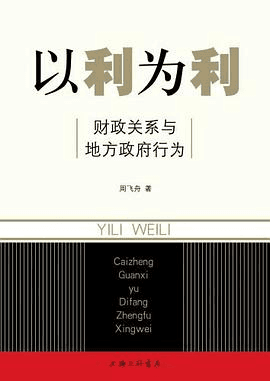 以利为利
财政关系与
地方政府行为
周飞舟 著
YILI WEILI
Caizheng
Guanxi
yu
Difang
Zhengfu
Xingwei
上海三联书店